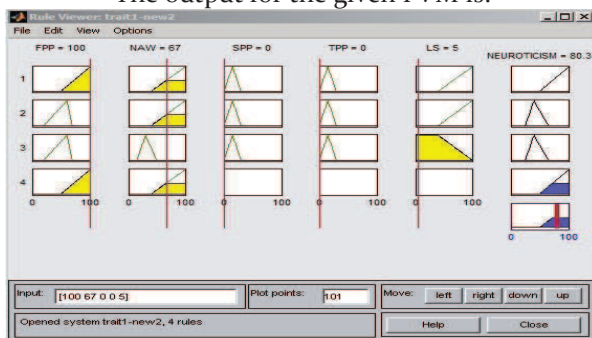 The output for the given FVM is:
Rule Viewer: trait1-new2
File Edit View Options
FPP = 100 NAW = 67 SPP = 0 TPP = 0 LS = 5 NEUROTICISM = 80.3
1
2
3
4
0 100 0 100 0 100 0 100 0 100
0 100
Input: [100 67 0 0 5] Plot points: 101 Move: left right down up
Opened system trait1-new2, 4 rules Help Close